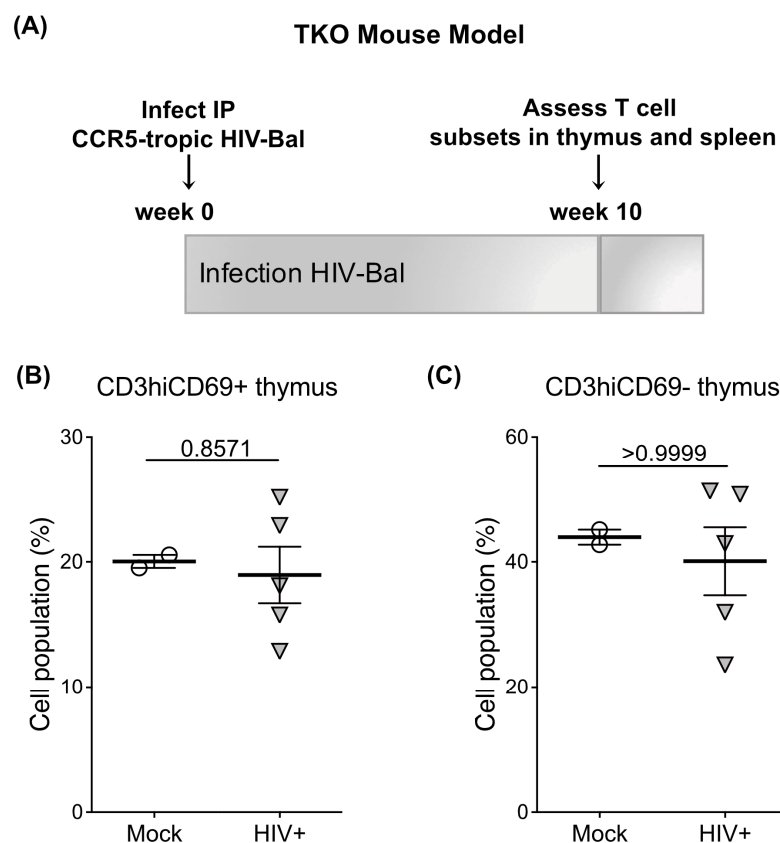 (A)
TKO Mouse Model
Infect IP
CCR5-tropic HIV-Bal
Assess T cell
subsets in thymus and spleen
week 0
week 10
Infection HIV-Bal
(B)
CD3hiCD69+ thymus
30
20
10
0
Cell population (%)
0.8571
Mock
HIV+
(C)
CD3hiCD69- thymus
60
40
20
0
Cell population (%)
>0.9999
Mock
HIV+